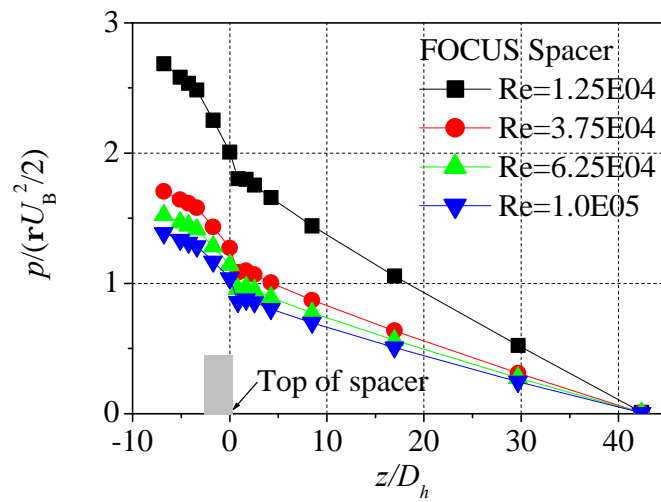 3
FOCUS Spacer
Re=1.25E04
Re=3.75E04
Re=6.25E04
Re=1.0E05
2
p/(rU_B^2/2)
1
Top of spacer
0
-10 0 10 20 30 40
z/D_h